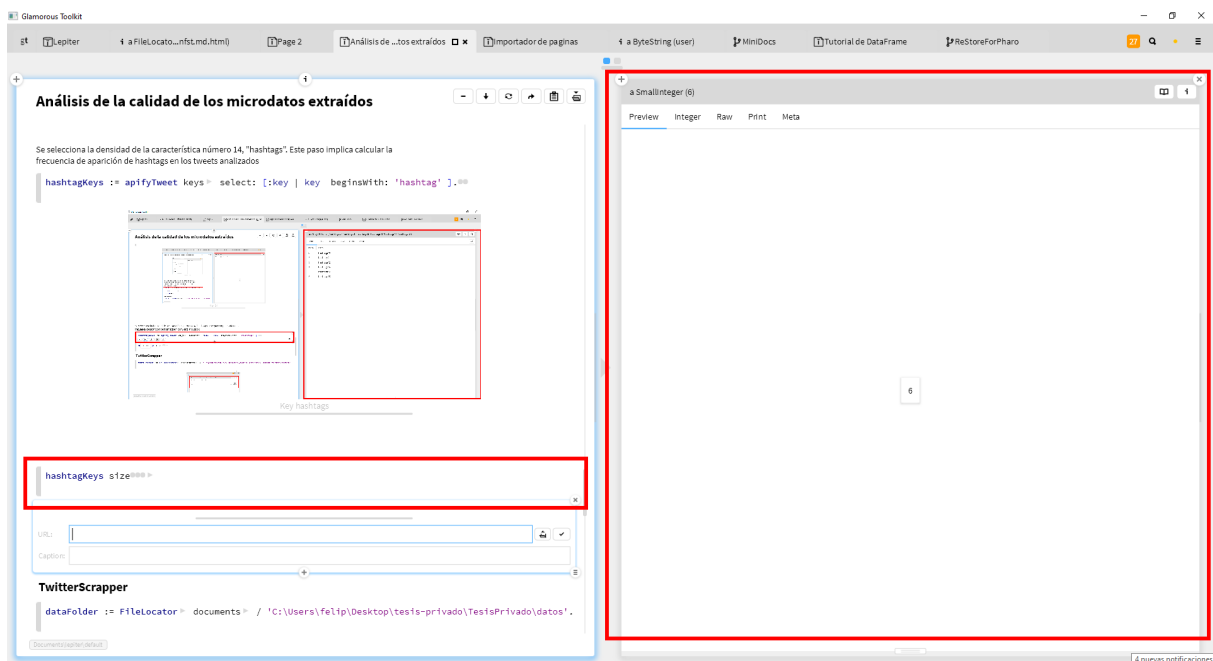 Glamorous Toolkit
st Lepiter a FileLocato...nfst.md.html) Page 2 Análisis de ...tos extraídos Importador de paginas a ByteString (user) MiniDocs Tutorial de DataFrame ReStoreForPharo 27
Análisis de la calidad de los microdatos extraídos
Se selecciona la densidad de la característica número 14, "hashtags". Este paso implica calcular la
frecuencia de aparición de hashtags en los tweets analizados
hashtagKeys := apifyTweet keys select: [:key | key beginsWith: 'hashtag' ].
Key hashtags
hashtagKeys size
URL:
Caption:
TwitterScrapper
dataFolder := FileLocator documents / 'C:\Users\felip\Desktop\tesis-privado\TesisPrivado\datos'.
Documents\lepiter\default
a SmallInteger (6)
Preview Integer Raw Print Meta
6
4 nuevas notificaciones